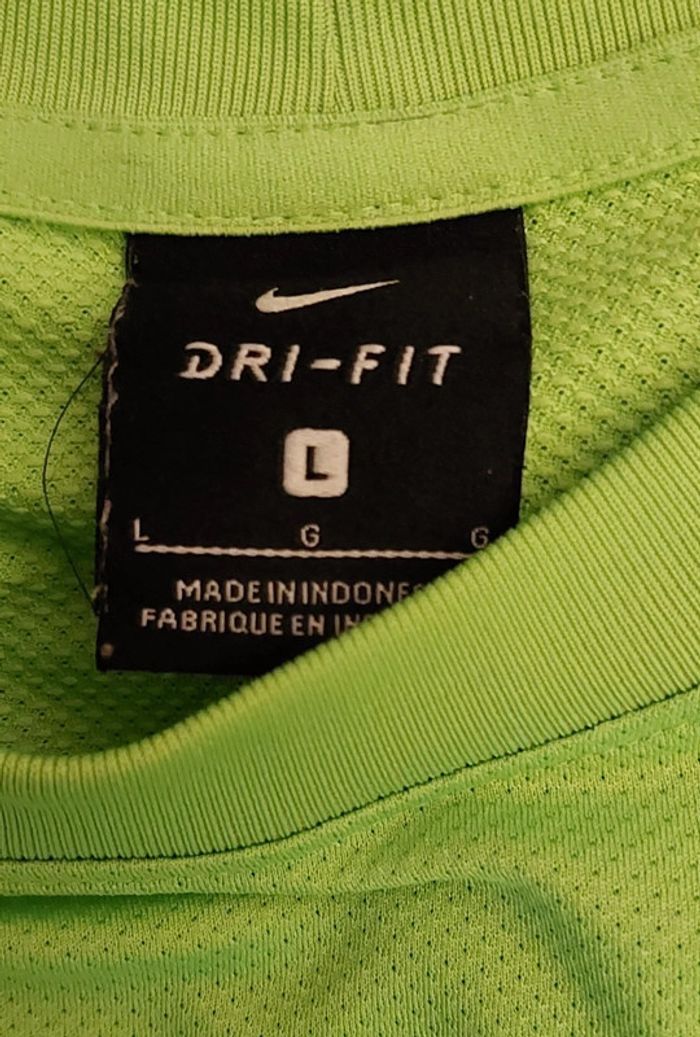 DRI-FIT
L
L G G
MADE IN INDONE
FABRIQUE EN IN